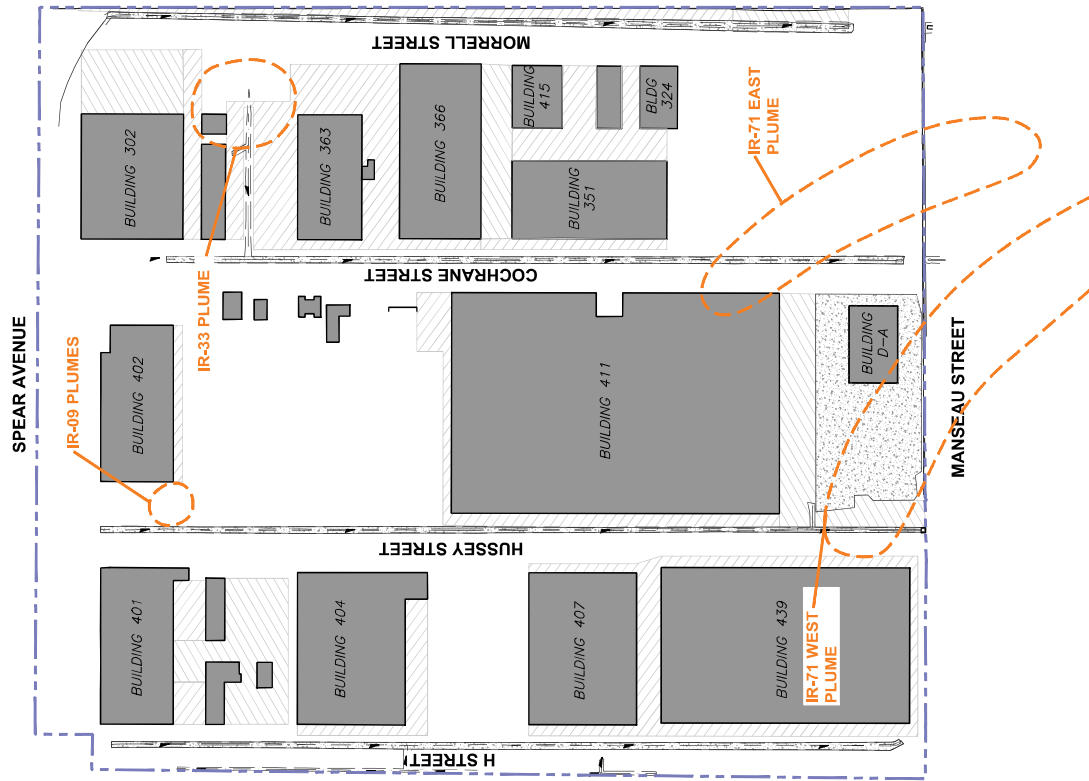 MORRELL STREET
BUILDING 302
BUILDING 363
BUILDING 366
BUILDING
415
BLDG
324
BUILDING
351
IR-71 EAST
PLUME
IR-33 PLUME
COCHRANE STREET
SPEAR AVENUE
IR-09 PLUMES
BUILDING 402
BUILDING 411
BUILDING
D-A
MANSEAU STREET
HUSSEY STREET
BUILDING 401
BUILDING 404
BUILDING 407
BUILDING 439
IR-71 WEST
PLUME
H STREET